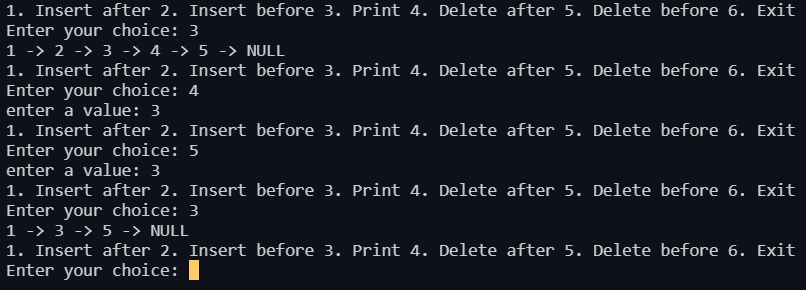 1. Insert after 2. Insert before 3. Print 4. Delete after 5. Delete before 6. Exit
Enter your choice: 3
1 -> 2 -> 3 -> 4 -> 5 -> NULL
1. Insert after 2. Insert before 3. Print 4. Delete after 5. Delete before 6. Exit
Enter your choice: 4
enter a value: 3
1. Insert after 2. Insert before 3. Print 4. Delete after 5. Delete before 6. Exit
Enter your choice: 5
enter a value: 3
1. Insert after 2. Insert before 3. Print 4. Delete after 5. Delete before 6. Exit
Enter your choice: 3
1 -> 3 -> 5 -> NULL
1. Insert after 2. Insert before 3. Print 4. Delete after 5. Delete before 6. Exit
Enter your choice: